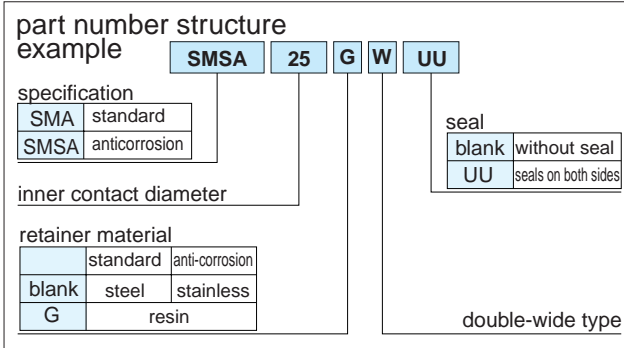 part number structure
example SMSA 25 G W UU
specification
SMA standard
SMSA anticorrosion
seal
blank without seal
UU seals on both sides
inner contact diameter
retainer material
standard anti-corrosion
blank steel stainless
G resin
double-wide type